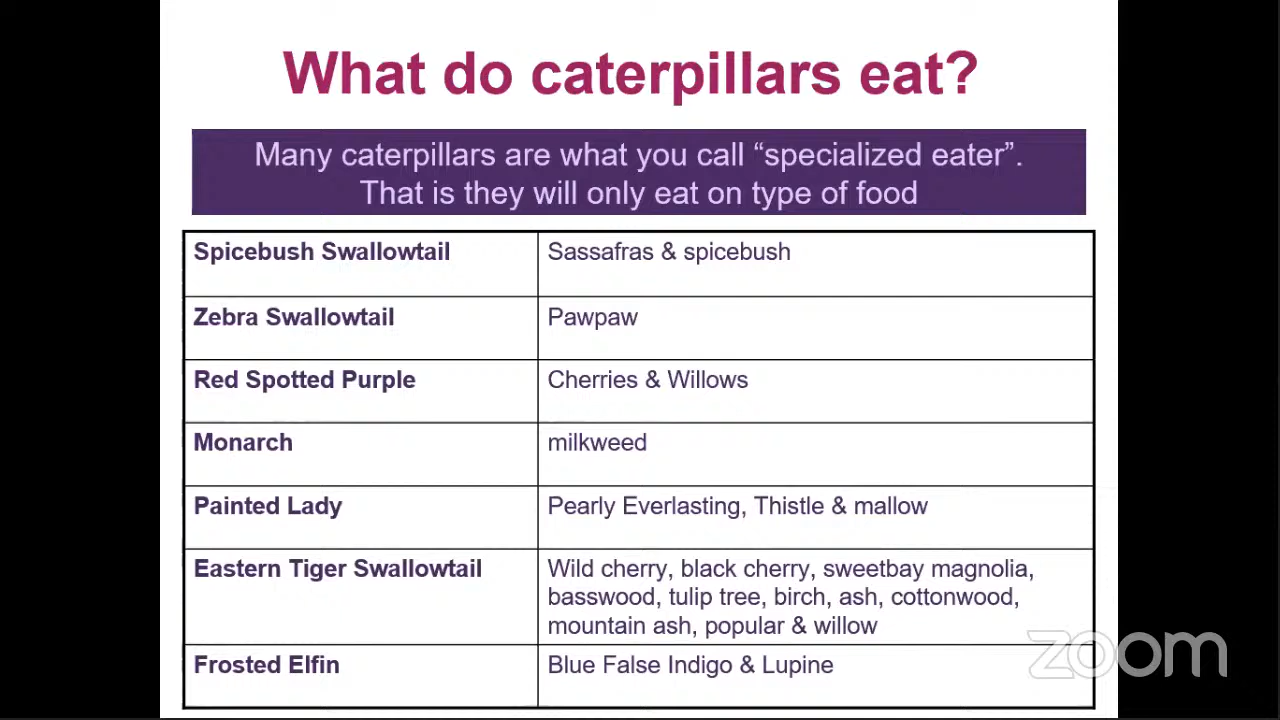 What do caterpillars eat?
Many caterpillars are what you call “specialized eater”.
That is they will only eat on type of food
Spicebush Swallowtail
Sassafras & spicebush
Zebra Swallowtail
Pawpaw
Red Spotted Purple
Cherries & Willows
Monarch
milkweed
Painted Lady
Pearly Everlasting, Thistle & mallow
Eastern Tiger Swallowtail
Wild cherry, black cherry, sweetbay magnolia,
basswood, tulip tree, birch, ash, cottonwood,
mountain ash, popular & willow
Frosted Elfin
Blue False Indigo & Lupine
zoom